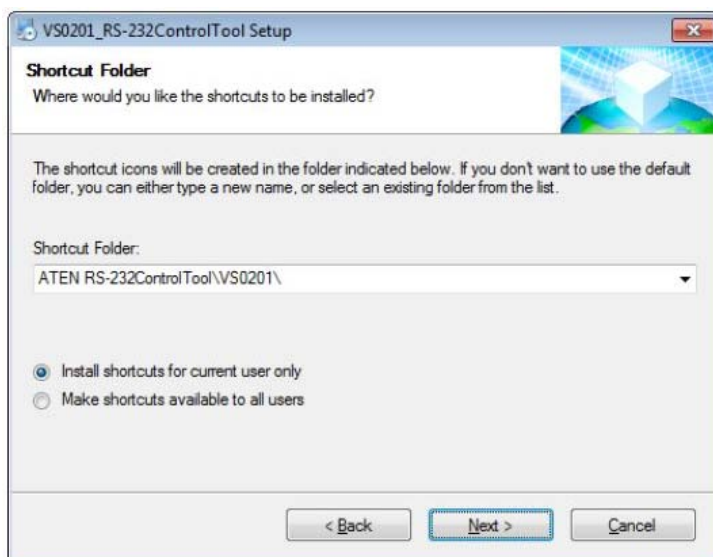 VS0201_RS-232ControlTool Setup
Shortcut Folder
Where would you like the shortcuts to be installed?
The shortcut icons will be created in the folder indicated below. If you don't want to use the default
folder, you can either type a new name, or select an existing folder from the list.
Shortcut Folder:
ATEN RS-232ControlTool\VS0201\
Install shortcuts for current user only
Make shortcuts available to all users
< Back
Next >
Cancel